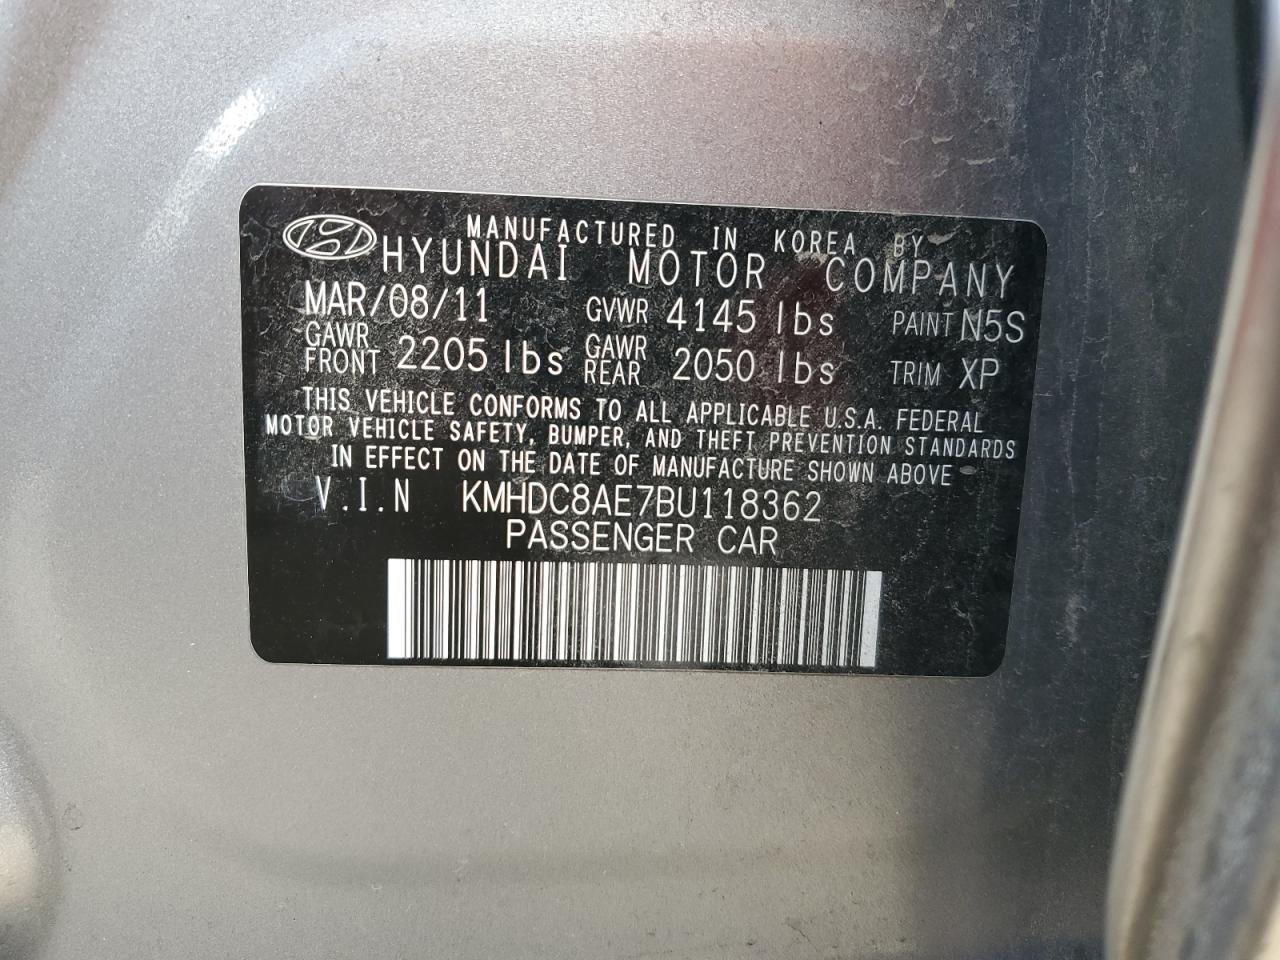 MANUFACTURED IN KOREA BY
HYUNDAI MOTOR COMPANY
MAR/08/11 GVWR 4145 lbs PAINT N5S
GAWR FRONT 2205 lbs GAWR REAR 2050 lbs TRIM XP
THIS VEHICLE CONFORMS TO ALL APPLICABLE U.S.A. FEDERAL
MOTOR VEHICLE SAFETY, BUMPER, AND THEFT PREVENTION STANDARDS
IN EFFECT ON THE DATE OF MANUFACTURE SHOWN ABOVE
V.I.N KMHDC8AE7BU118362
PASSENGER CAR